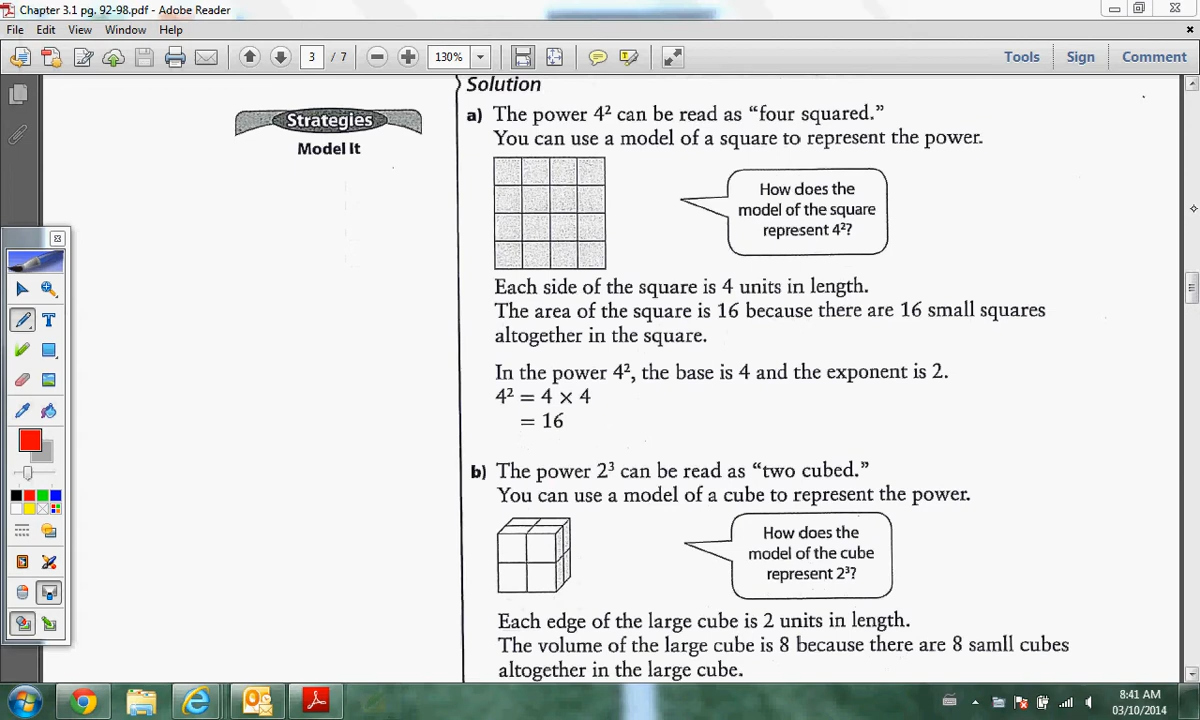 Chapter 3.1 pg. 92-98.pdf - Adobe Reader
File Edit View Window Help
3 / 7 130% Tools Sign Comment
Solution
Strategies
Model It
a) The power 4² can be read as “four squared.”
You can use a model of a square to represent the power.
How does the
model of the square
represent 4²?
Each side of the square is 4 units in length.
The area of the square is 16 because there are 16 small squares
altogether in the square.
In the power 4², the base is 4 and the exponent is 2.
4² = 4 × 4
= 16
b) The power 2³ can be read as “two cubed.”
You can use a model of a cube to represent the power.
How does the
model of the cube
represent 2³?
Each edge of the large cube is 2 units in length.
The volume of the large cube is 8 because there are 8 samll cubes
altogether in the large cube.
8:41 AM
03/10/2014